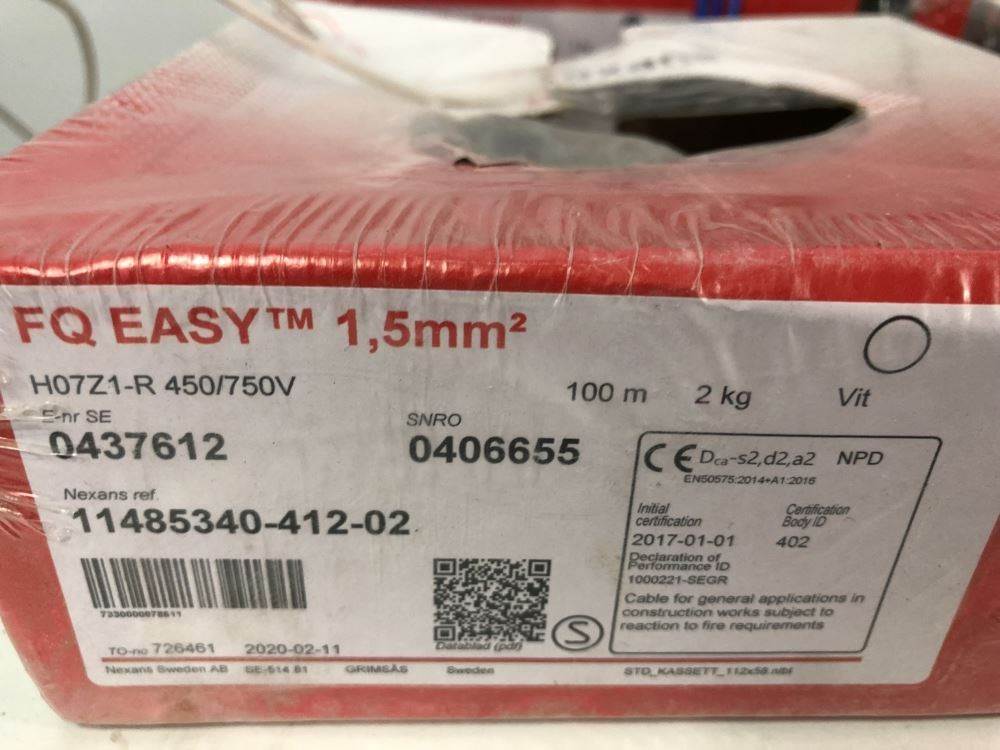 FQ EASY™ 1,5mm²
H07Z1-R 450/750V
100 m 2 kg Vit
E-nr SE
0437612
SNRO
0406655
Nexans ref.
11485340-412-02
CE Dca-s2,d2,a2 NPD
EN50575:2014+A1:2016
Initial certification
Certification Body ID
2017-01-01 402
Declaration of
Performance ID
1000221-SEGR
Cable for general applications in
construction works subject to
reaction to fire requirements
S
Databläd (pdf)
TO-no 726461 2020-02-11
Nexans Sweden AB SE-514 81 GRIMSÅS Sweden
STD_KASSETT_112x58.nlbl